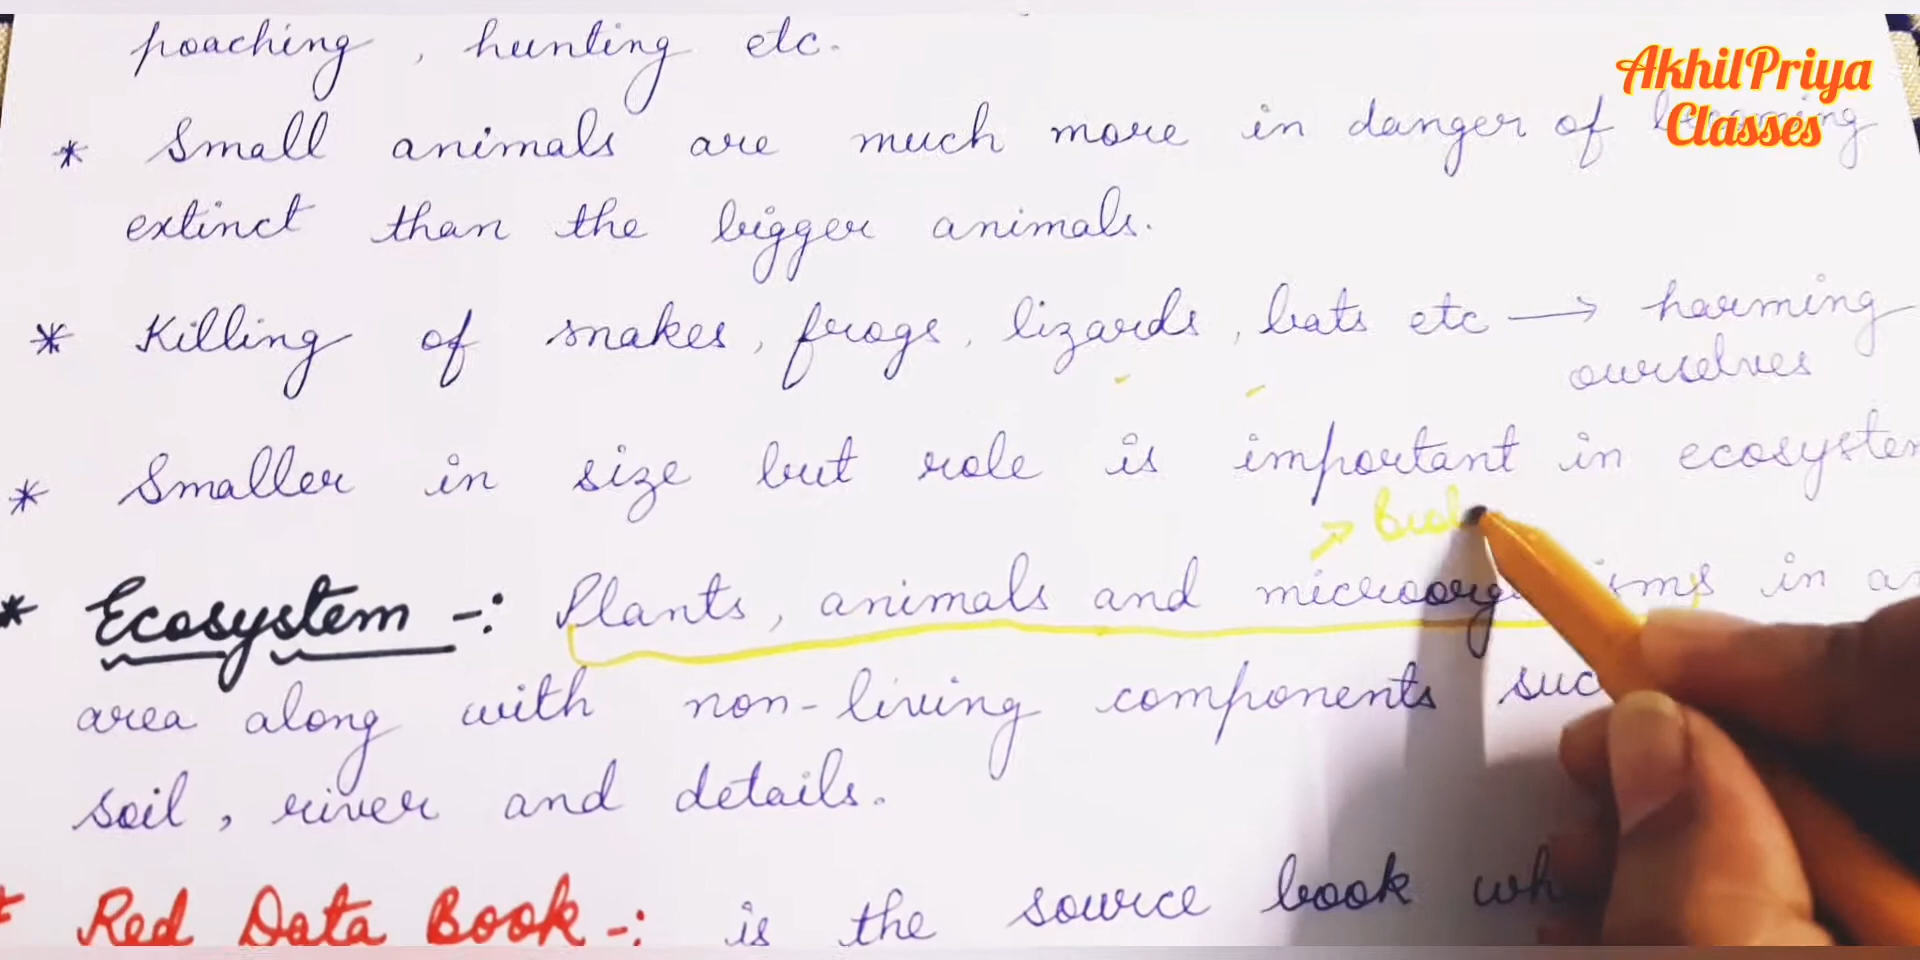 poaching, hunting etc.
AkhilPriya
Classes
* Small animals are much more in danger of becoming
extinct than the bigger animals.
* Killing of snakes, frogs, lizards, bats etc → harming
ourselves
* Smaller in size but role is important in ecosystem
→
* Ecosystem -: Plants, animals and microorganisms in a
area along with non-living components suc
soil, river and details.
* Red Data Book -: is the source book wh